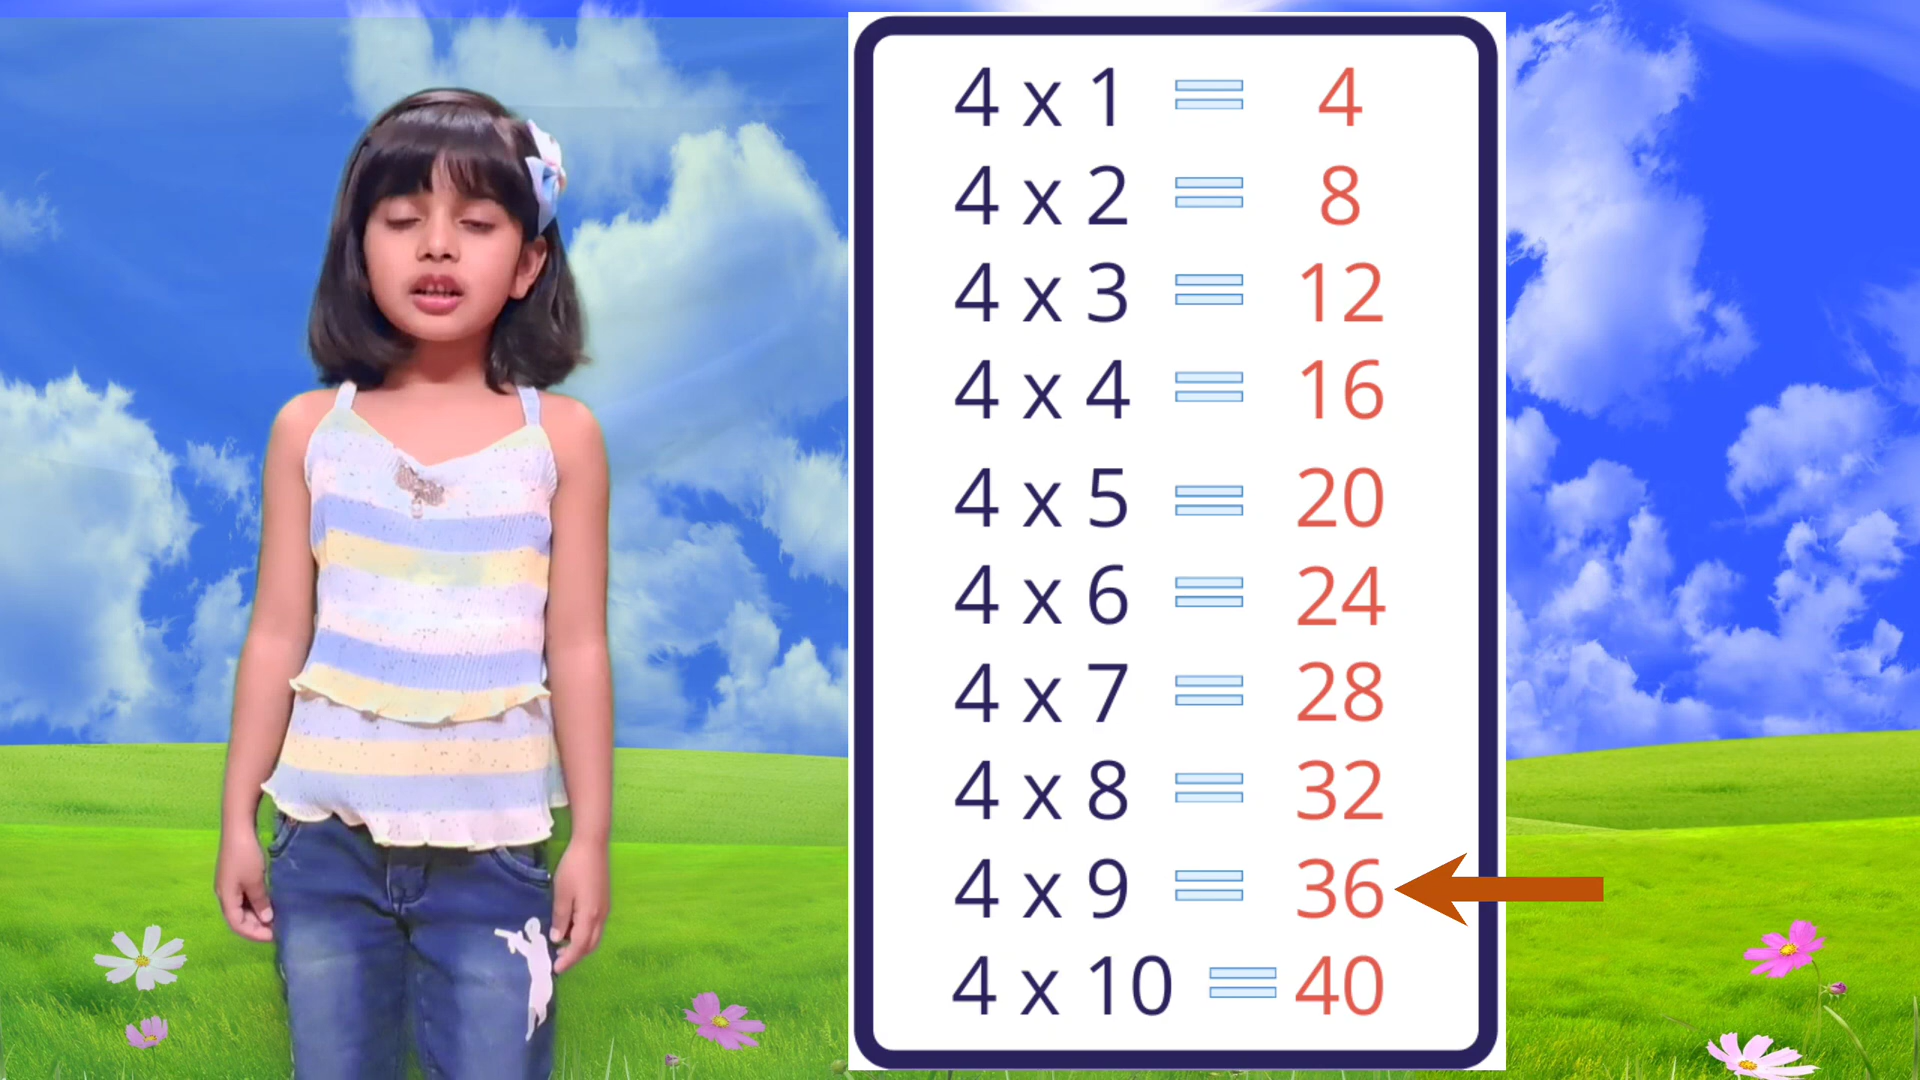 4 x 1 = 4
4 x 2 = 8
4 x 3 = 12
4 x 4 = 16
4 x 5 = 20
4 x 6 = 24
4 x 7 = 28
4 x 8 = 32
4 x 9 = 36
4 x 10 = 40